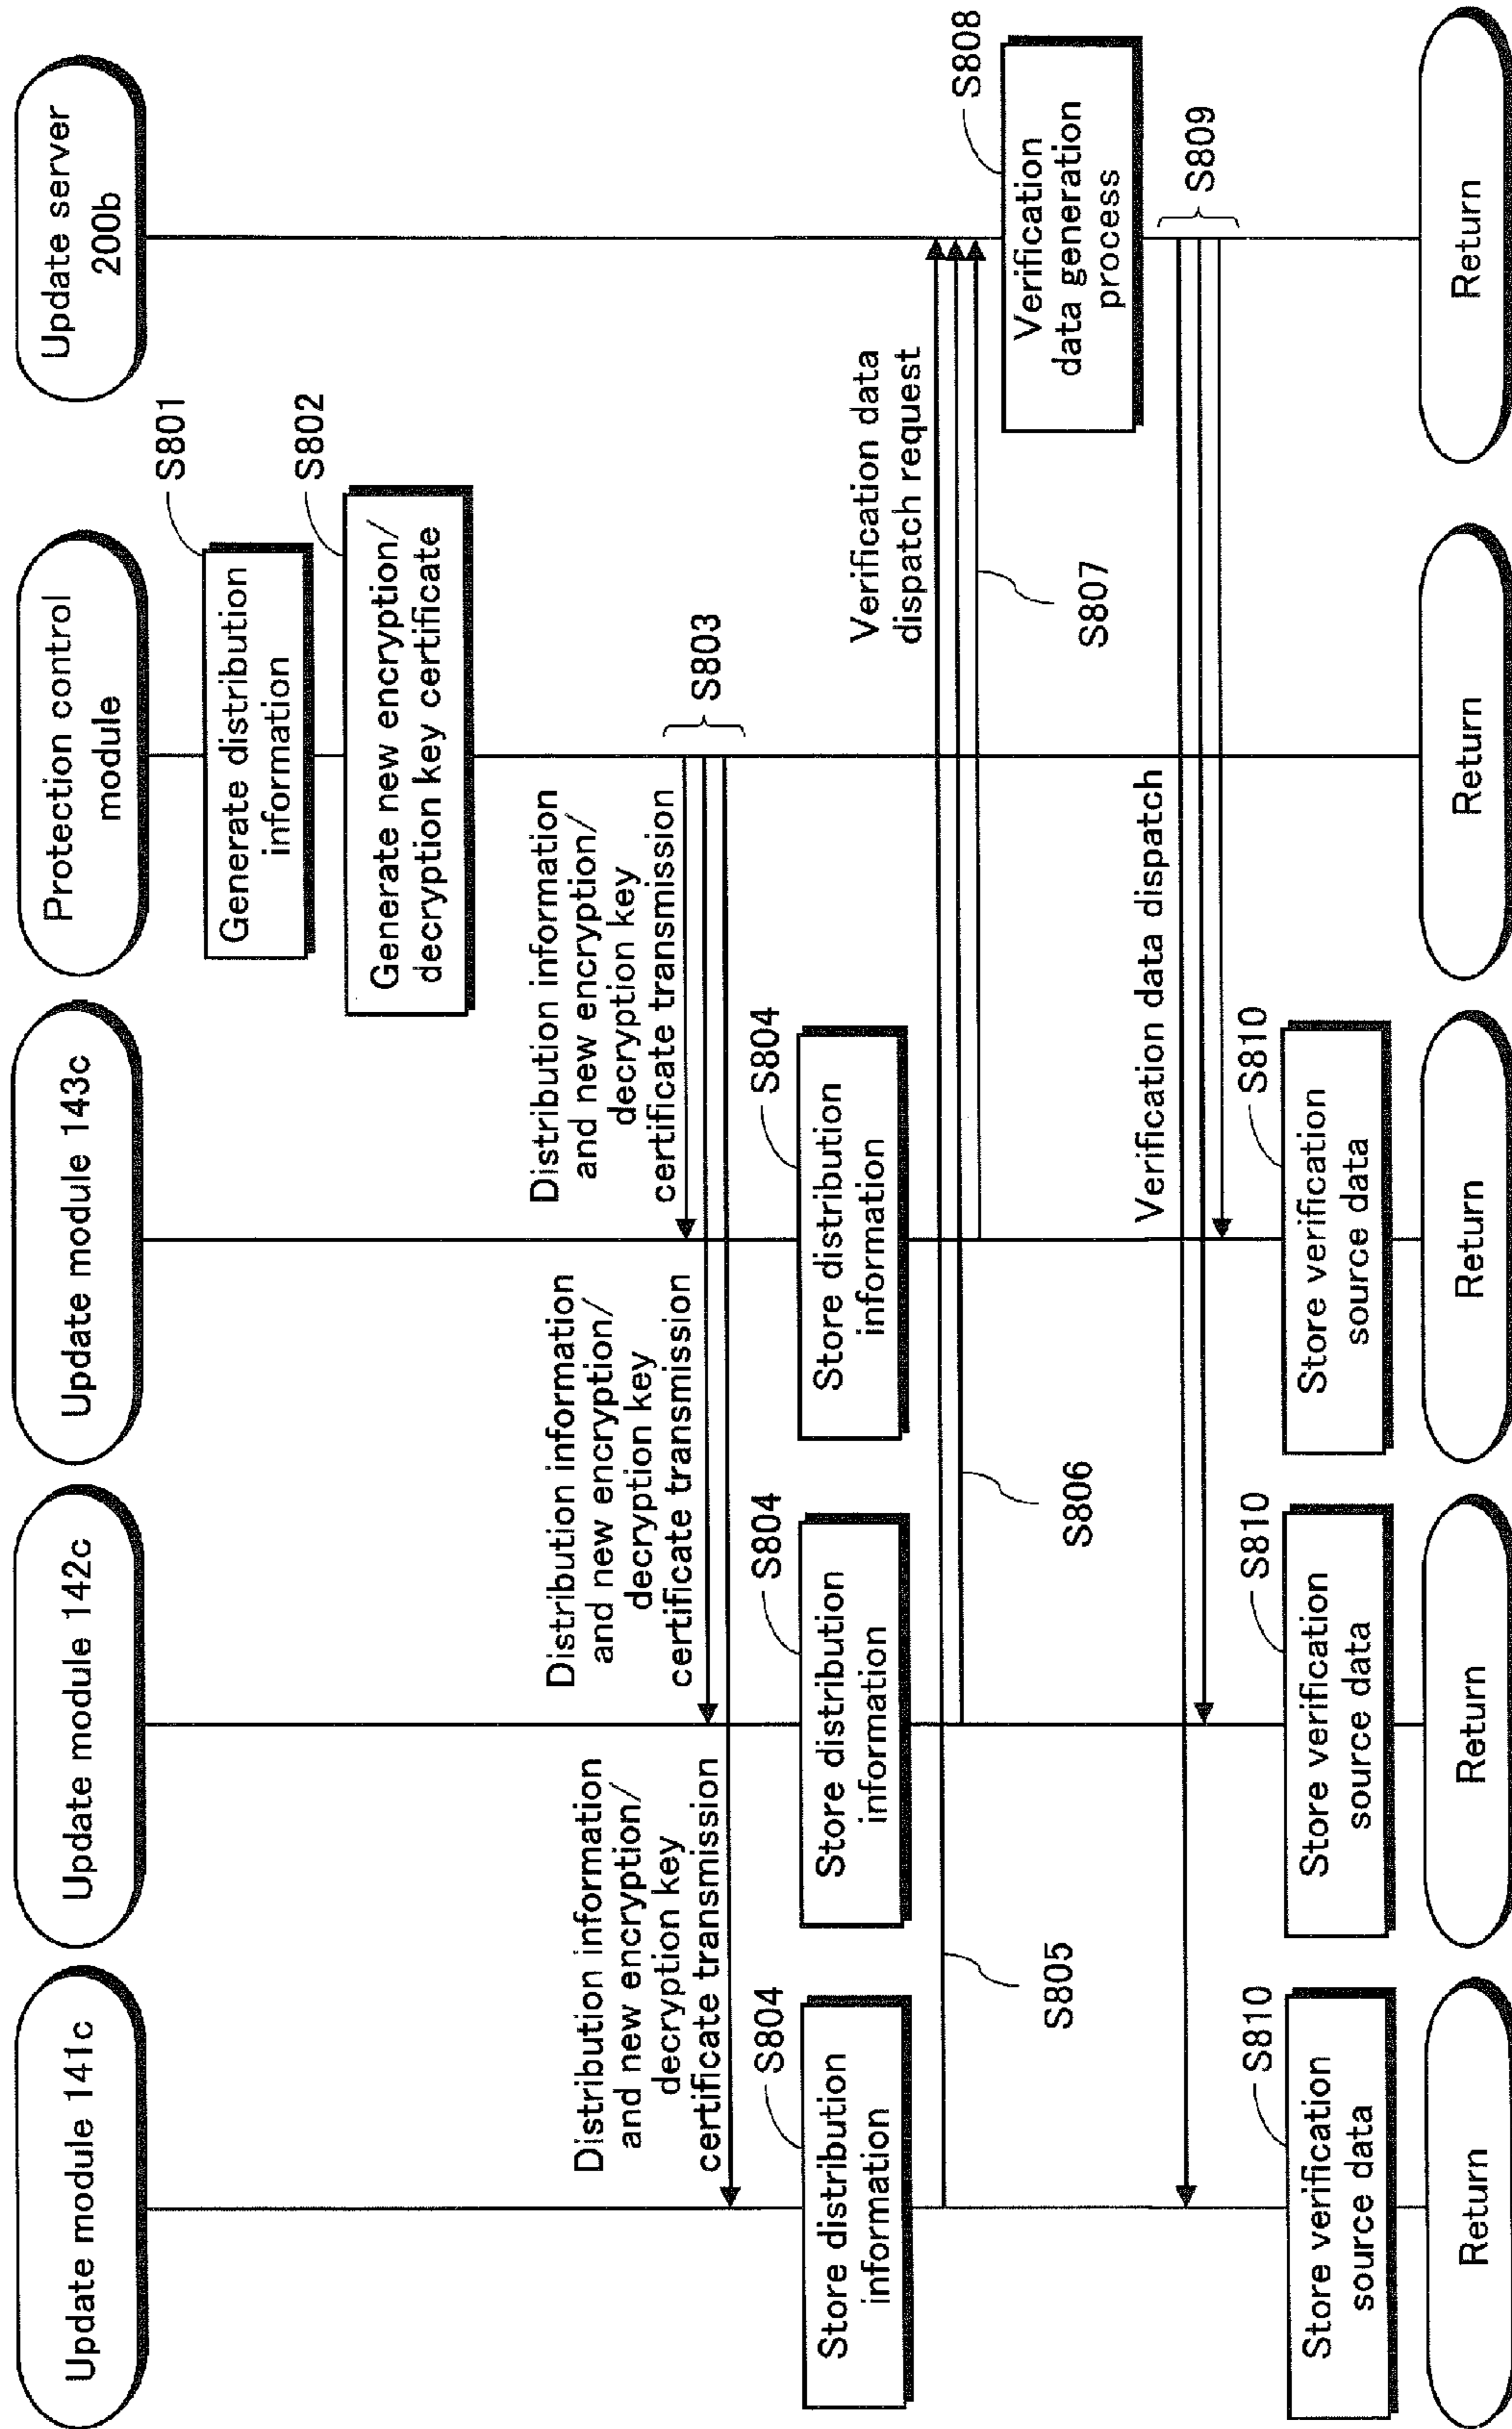 Update module 141c
Update module 142c
Update module 143c
Protection control
module
Update server
200b
S801
Generate distribution
information
S802
Generate new encryption/
decryption key certificate
Distribution information
and new encryption/
decryption key
certificate transmission
Distribution information
and new encryption/
decryption key
certificate transmission
Distribution information
and new encryption/
decryption key
certificate transmission
S803
S804
Store distribution
information
S804
Store distribution
information
S804
Store distribution
information
Verification data
dispatch request
S805
S806
S807
S808
Verification
data generation
process
Verification data dispatch
S809
S810
Store verification
source data
S810
Store verification
source data
S810
Store verification
source data
Return
Return
Return
Return
Return